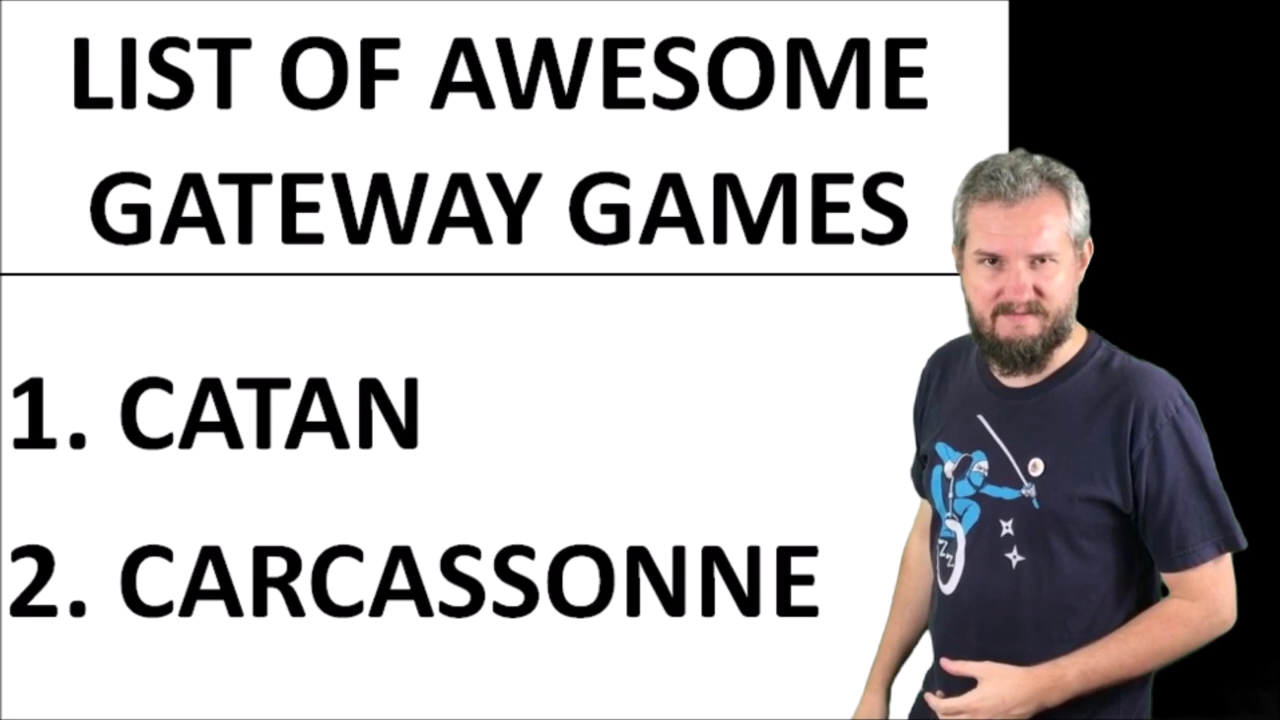 LIST OF AWESOME
GATEWAY GAMES
1. CATAN
2. CARCASSONNE